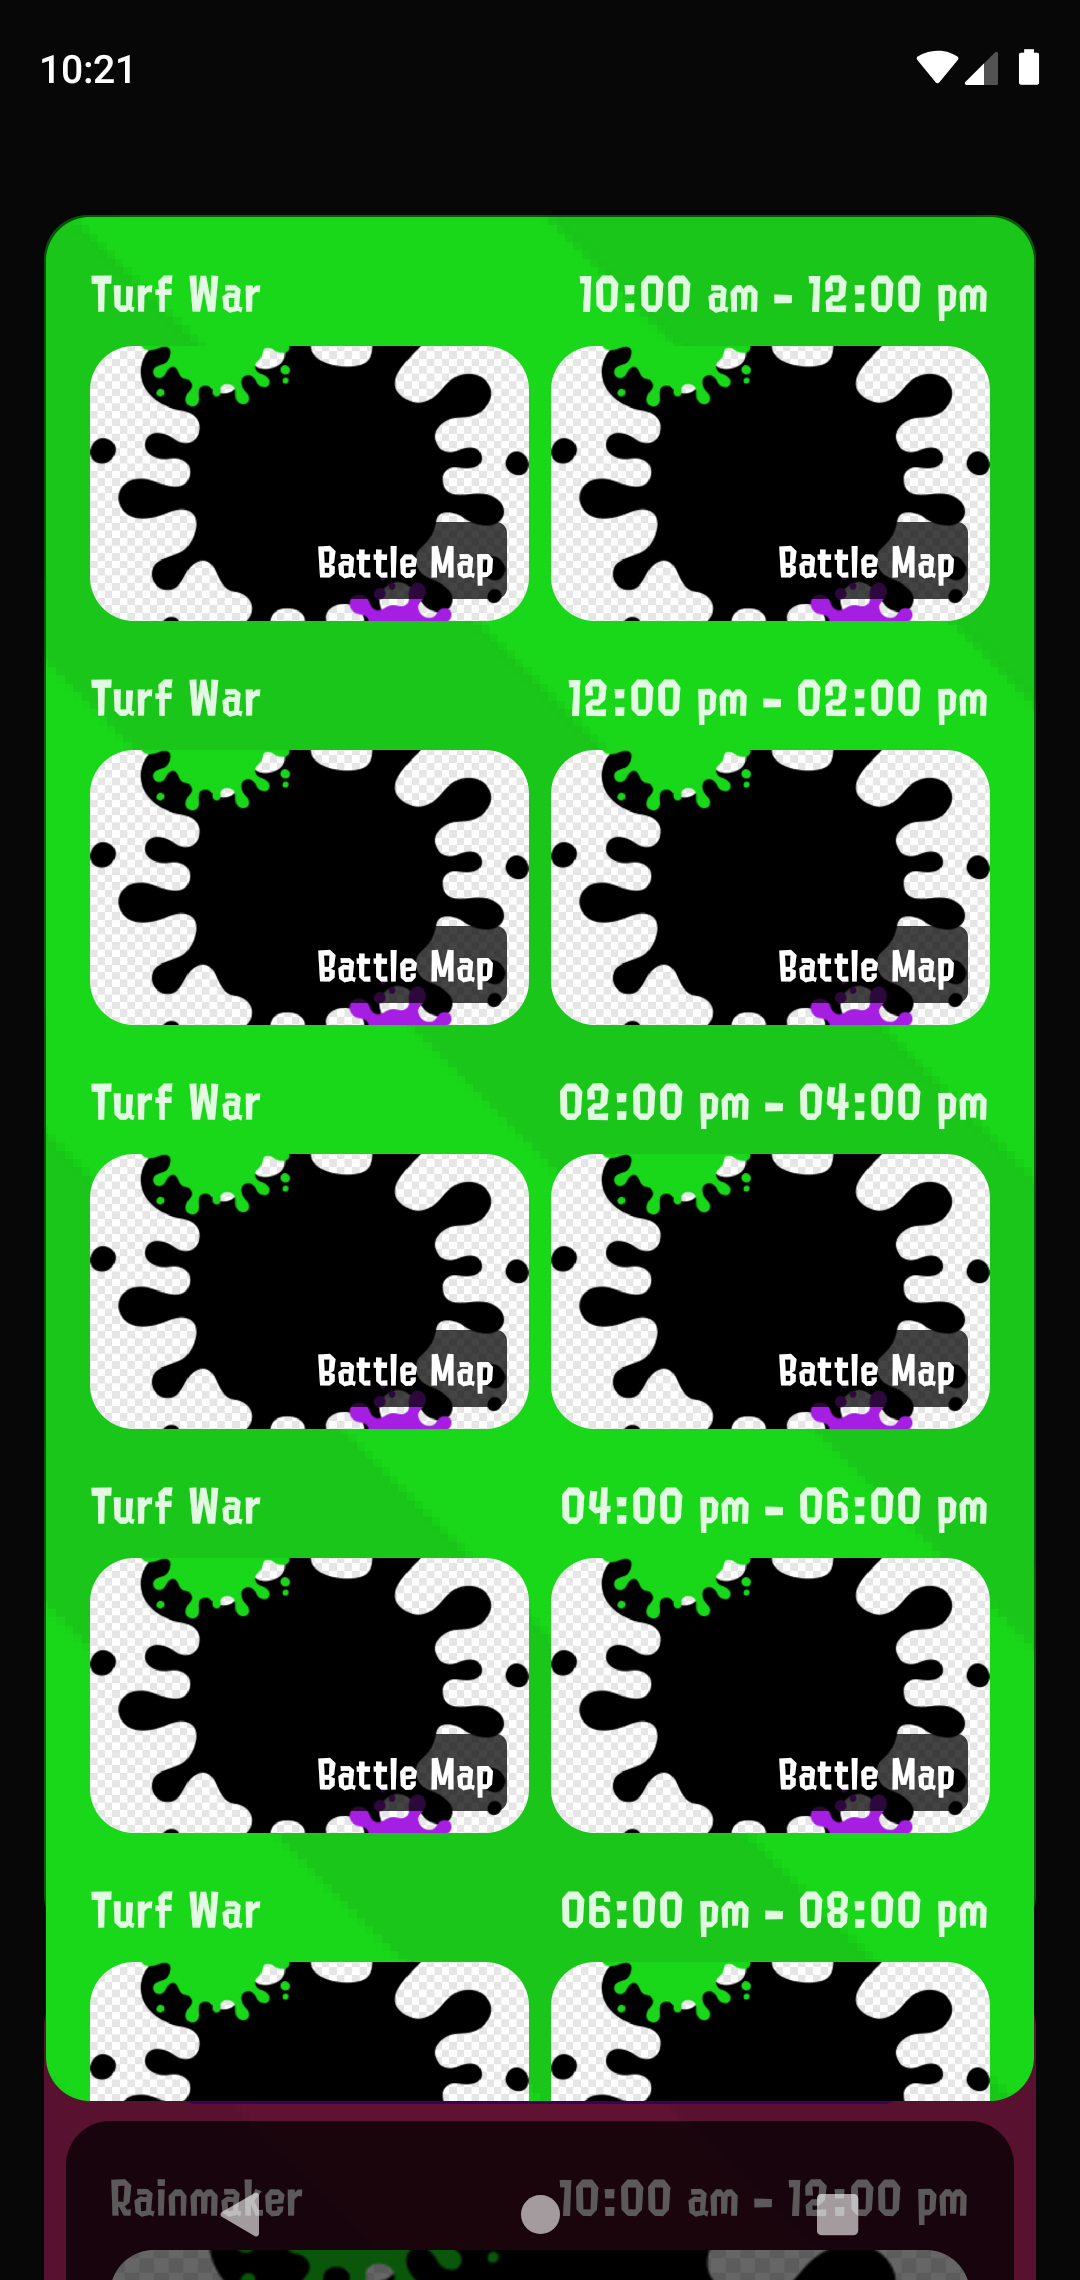 10:21
Turf War 10:00 am - 12:00 pm
Battle Map Battle Map
Turf War 12:00 pm - 02:00 pm
Battle Map Battle Map
Turf War 02:00 pm - 04:00 pm
Battle Map Battle Map
Turf War 04:00 pm - 06:00 pm
Battle Map Battle Map
Turf War 06:00 pm - 08:00 pm
Rainmaker 10:00 am - 12:00 pm